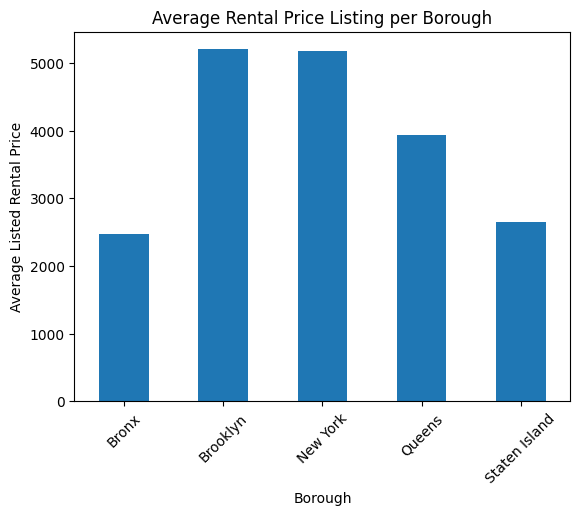 Average Rental Price Listing per Borough
Average Listed Rental Price
5000
4000
3000
2000
1000
0
Bronx
Brooklyn
New York
Queens
Staten Island
Borough